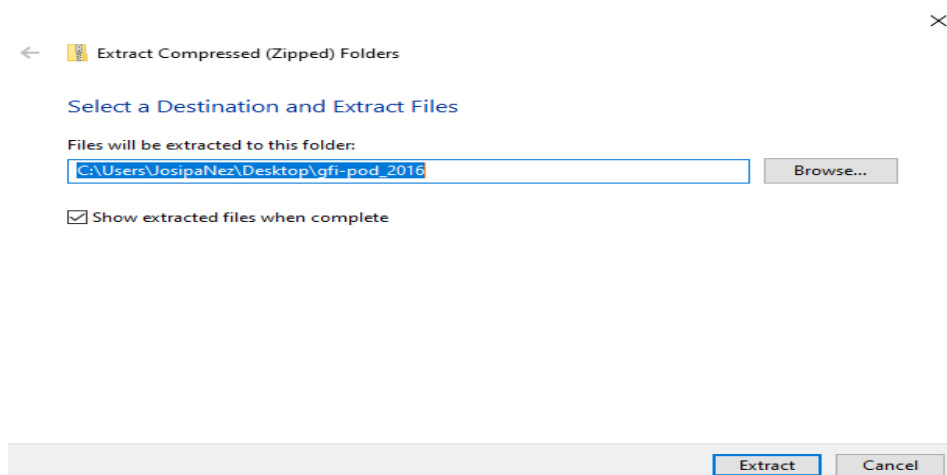 Extract Compressed (Zipped) Folders
Select a Destination and Extract Files
Files will be extracted to this folder:
C:\Users\JosipaNez\Desktop\gfi-pod_2016
Browse...
Show extracted files when complete
Extract
Cancel